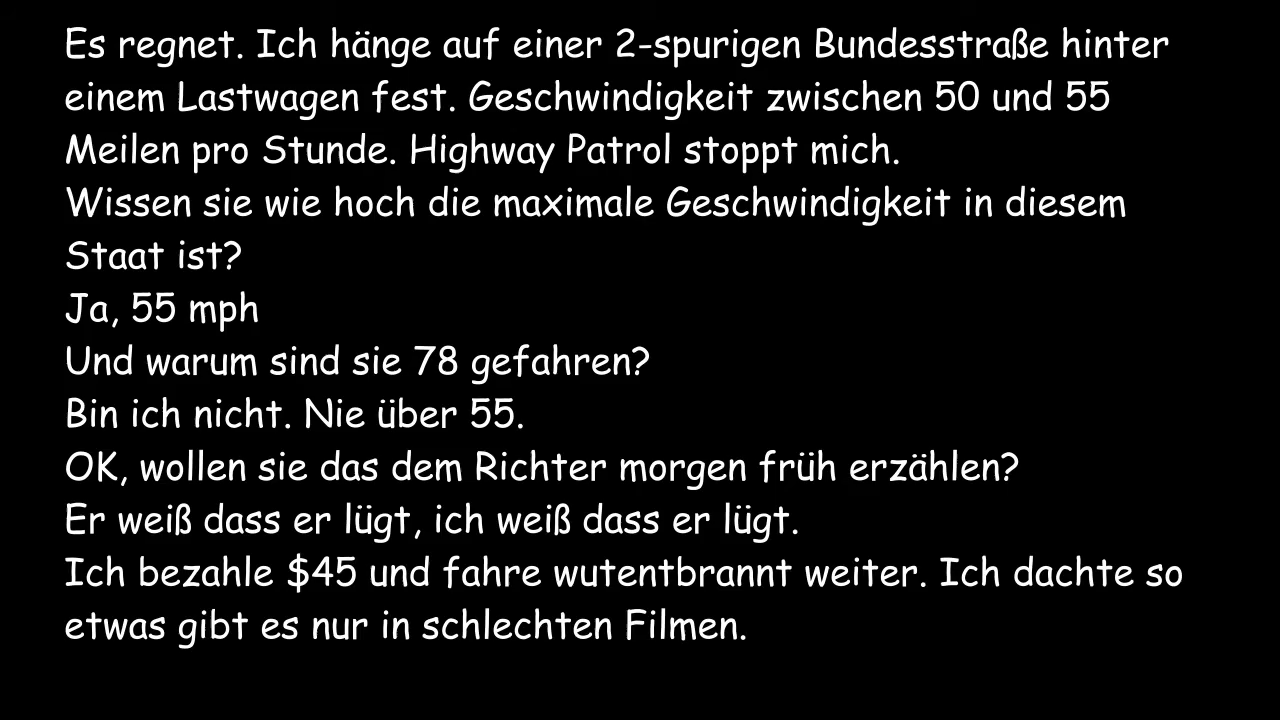 Es regnet. Ich hänge auf einer 2-spurigen Bundesstraße hinter
einem Lastwagen fest. Geschwindigkeit zwischen 50 und 55
Meilen pro Stunde. Highway Patrol stoppt mich.
Wissen sie wie hoch die maximale Geschwindigkeit in diesem
Staat ist?
Ja, 55 mph
Und warum sind sie 78 gefahren?
Bin ich nicht. Nie über 55.
OK, wollen sie das dem Richter morgen früh erzählen?
Er weiß dass er lügt, ich weiß dass er lügt.
Ich bezahle $45 und fahre wutentbrannt weiter. Ich dachte so
etwas gibt es nur in schlechten Filmen.